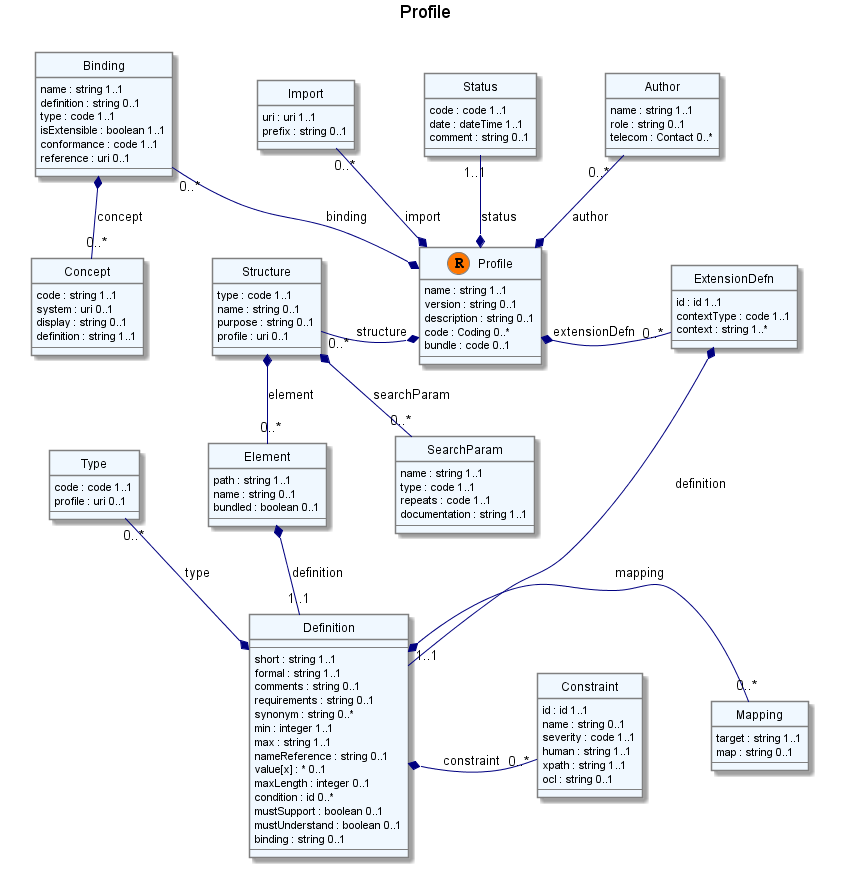 Profile
Binding
name : string 1..1
definition : string 0..1
type : code 1..1
isExtensible : boolean 1..1
conformance : code 1..1
reference : uri 0..1
Import
uri : uri 1..1
prefix : string 0..1
Status
code : code 1..1
date : dateTime 1..1
comment : string 0..1
Author
name : string 1..1
role : string 0..1
telecom : Contact 0..*
0..*
0..*
1..1
0..*
concept
binding
import
status
author
0..*
Concept
code : string 1..1
system : uri 0..1
display : string 0..1
definition : string 1..1
Structure
type : code 1..1
name : string 0..1
purpose : string 0..1
profile : uri 0..1
R Profile
name : string 1..1
version : string 0..1
description : string 0..1
code : Coding 0..*
bundle : code 0..1
ExtensionDefn
id : id 1..1
contextType : code 1..1
context : string 1..*
structure
0..*
extensionDefn
0..*
element
0..*
searchParam
0..*
Type
code : code 1..1
profile : uri 0..1
Element
path : string 1..1
name : string 0..1
bundled : boolean 0..1
SearchParam
name : string 1..1
type : code 1..1
repeats : code 1..1
documentation : string 1..1
definition
0..*
type
definition
1..1
mapping
Definition
short : string 1..1
formal : string 1..1
comments : string 0..1
requirements : string 0..1
synonym : string 0..*
min : integer 1..1
max : string 1..1
nameReference : string 0..1
value[x] : * 0..1
maxLength : integer 0..1
condition : id 0..*
mustSupport : boolean 0..1
mustUnderstand : boolean 0..1
binding : string 0..1
1..1
constraint
0..*
Constraint
id : id 1..1
name : string 0..1
severity : code 1..1
human : string 1..1
xpath : string 1..1
ocl : string 0..1
0..*
Mapping
target : string 1..1
map : string 0..1